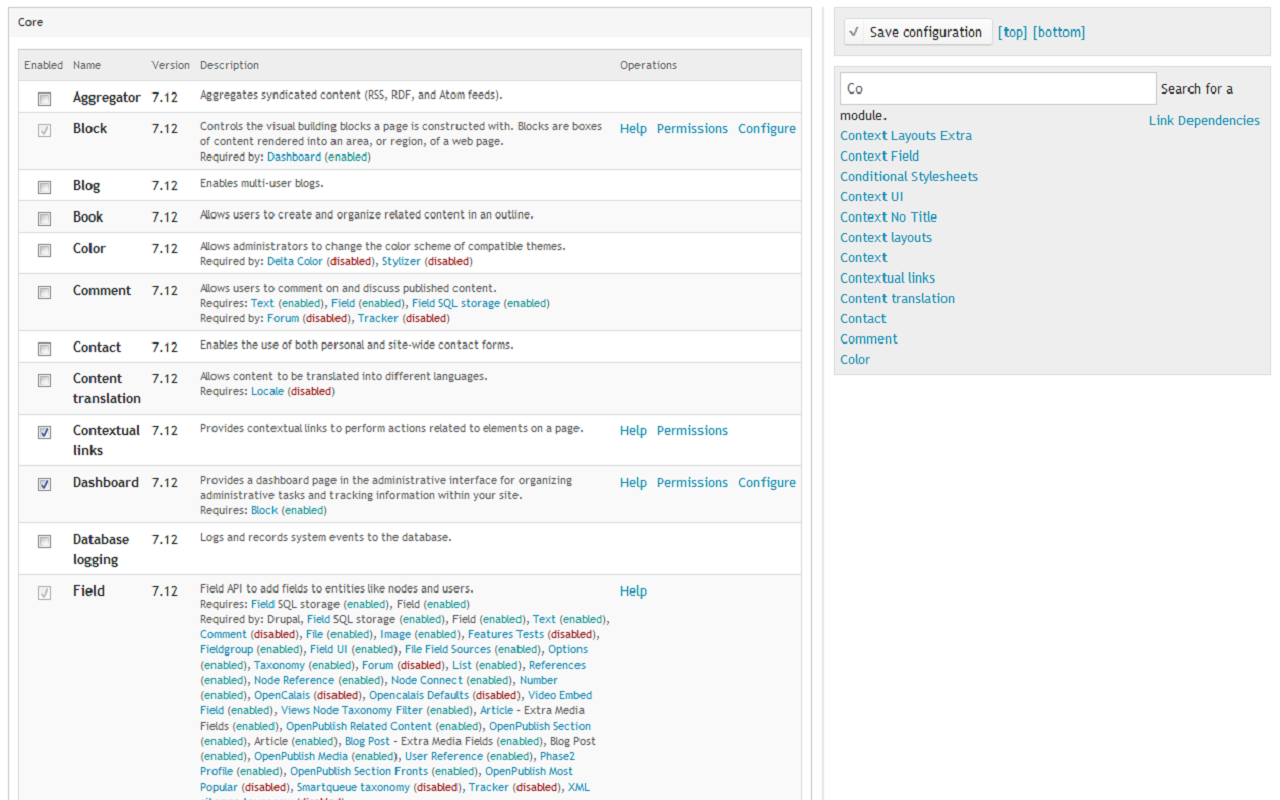 Core
Enabled Name Version Description Operations
Aggregator 7.12 Aggregates syndicated content (RSS, RDF, and Atom feeds).
Block 7.12 Controls the visual building blocks a page is constructed with. Blocks are boxes Help Permissions Configure
of content rendered into an area, or region, of a web page.
Required by: Dashboard (enabled)
Blog 7.12 Enables multi-user blogs.
Book 7.12 Allows users to create and organize related content in an outline.
Color 7.12 Allows administrators to change the color scheme of compatible themes.
Required by: Delta Color (disabled), Stylizer (disabled)
Comment 7.12 Allows users to comment on and discuss published content.
Requires: Text (enabled), Field (enabled), Field SQL storage (enabled)
Required by: Forum (disabled), Tracker (disabled)
Contact 7.12 Enables the use of both personal and site-wide contact forms.
Content 7.12 Allows content to be translated into different languages.
translation Requires: Locale (disabled)
Contextual 7.12 Provides contextual links to perform actions related to elements on a page. Help Permissions
links
Dashboard 7.12 Provides a dashboard page in the administrative interface for organizing Help Permissions Configure
administrative tasks and tracking information within your site.
Requires: Block (enabled)
Database 7.12 Logs and records system events to the database.
logging
Field 7.12 Field API to add fields to entities like nodes and users. Help
Requires: Field SQL storage (enabled), Field (enabled)
Required by: Drupal, Field SQL storage (enabled), Field (enabled), Text (enabled),
Comment (disabled), File (enabled), Image (enabled), Features Tests (disabled),
Fieldgroup (enabled), Field UI (enabled), File Field Sources (enabled), Options
(enabled), Taxonomy (enabled), Forum (disabled), List (enabled), References
(enabled), Node Reference (enabled), Node Connect (enabled), Number
(enabled), OpenCalais (disabled), Opencalais Defaults (disabled), Video Embed
Field (enabled), Views Node Taxonomy Filter (enabled), Article - Extra Media
Fields (enabled), OpenPublish Related Content (enabled), OpenPublish Section
(enabled), Article (enabled), Blog Post - Extra Media Fields (enabled), Blog Post
(enabled), OpenPublish Media (enabled), User Reference (enabled), Phase2
Profile (enabled), OpenPublish Section Fronts (enabled), OpenPublish Most
Popular (disabled), Smartqueue taxonomy (disabled), Tracker (disabled), XML
Save configuration [top] [bottom]
Co Search for a
module. Link Dependencies
Context Layouts Extra
Context Field
Conditional Stylesheets
Context UI
Context No Title
Context layouts
Context
Contextual links
Content translation
Contact
Comment
Color